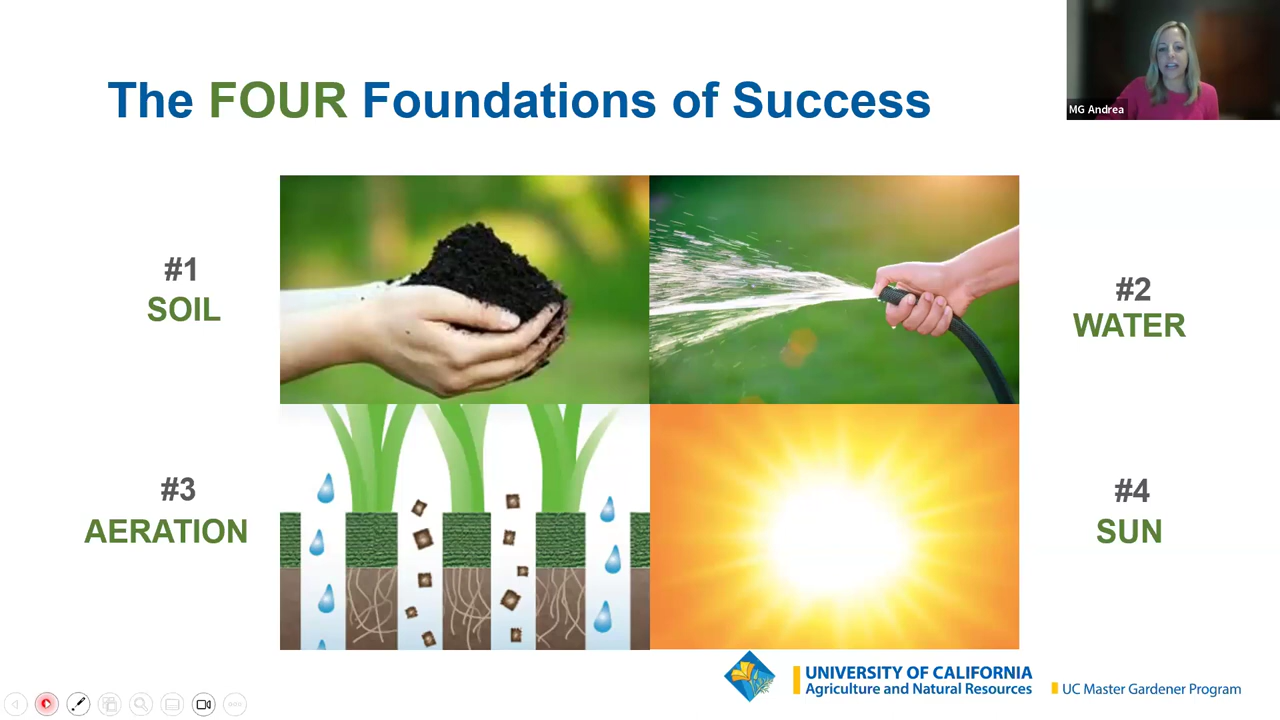 The FOUR Foundations of Success
MG Andrea
#1
SOIL
#2
WATER
#3
AERATION
#4
SUN
UNIVERSITY OF CALIFORNIA
Agriculture and Natural Resources
UC Master Gardener Program